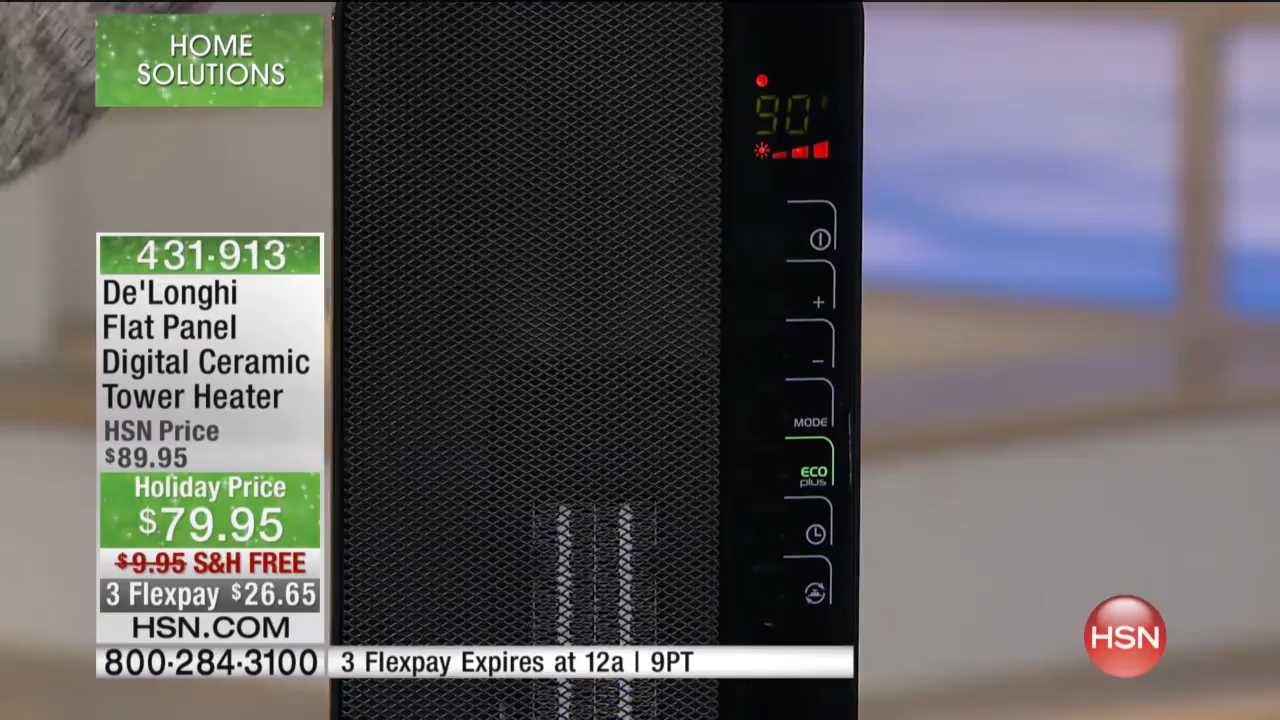 HOME
SOLUTIONS
431·913
De'Longhi
Flat Panel
Digital Ceramic
Tower Heater
HSN Price
$89.95
Holiday Price
$79.95
$9.95 S&H FREE
3 Flexpay $26.65
HSN.COM
800·284·3100
3 Flexpay Expires at 12a | 9PT
90°
+
−
MODE
ECO
plus
HSN